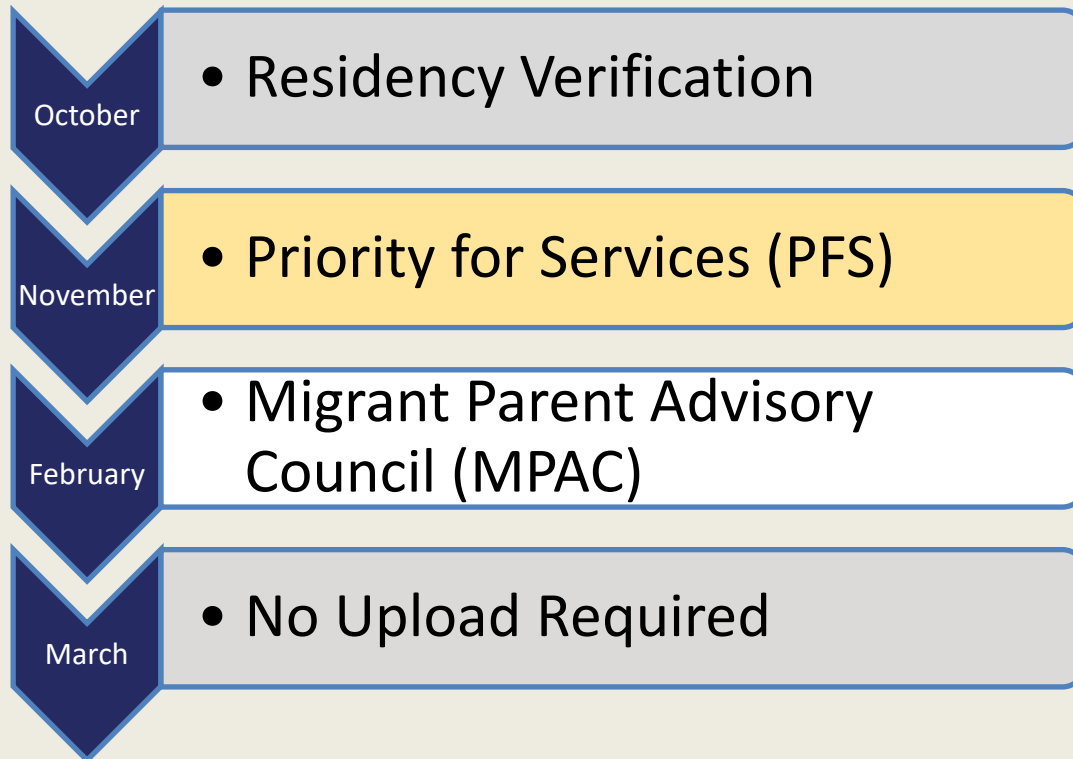 October
• Residency Verification
November
• Priority for Services (PFS)
February
• Migrant Parent Advisory
Council (MPAC)
March
• No Upload Required